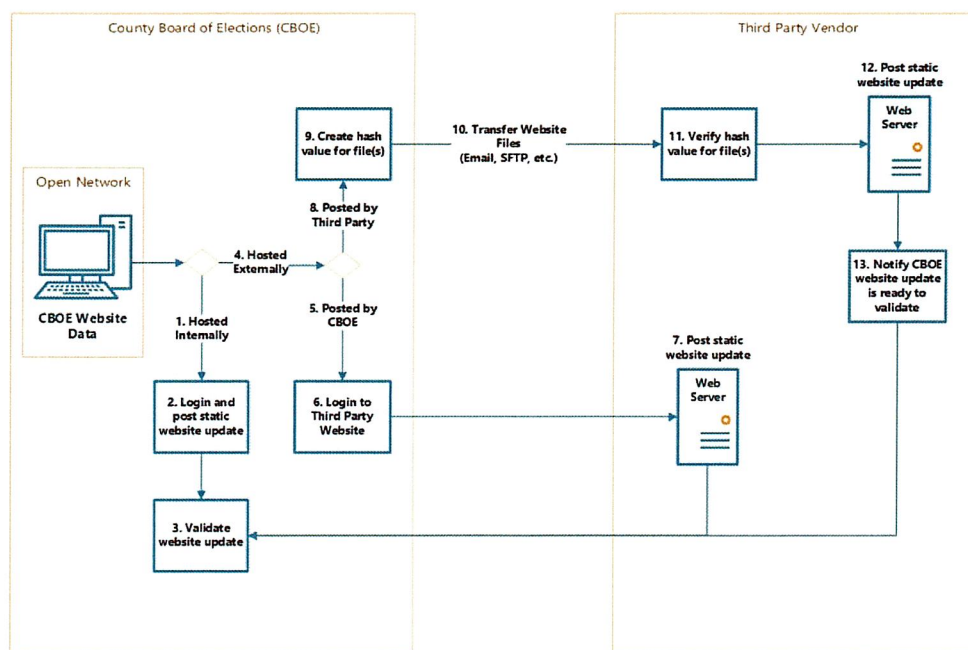 County Board of Elections (CBOE)
Third Party Vendor
12. Post static
website update
Web
Server
9. Create hash
value for file(s)
10. Transfer Website
Files
(Email, SFTP, etc.)
11. Verify hash
value for file(s)
Open Network
8. Posted by
Third Party
4. Hosted
Externally
13. Notify CBOE
website update
is ready to
validate
CBOE Website
Data
1. Hosted
Internally
5. Posted by
CBOE
7. Post static
website update
Web
Server
2. Login and
post static
website update
6. Login to
Third Party
Website
3. Validate
website update